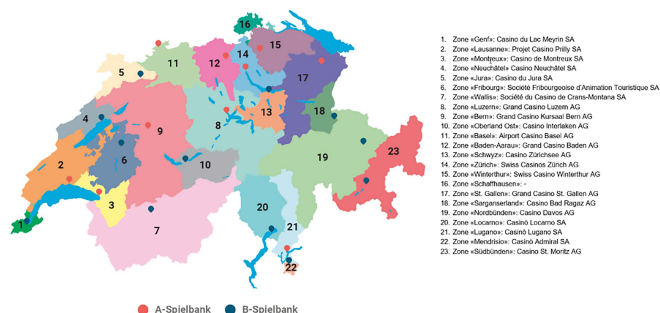 16
15
14
12
11
5
17
18
13
4
8
9
6
2
10
19
23
3
1
7
20
21
22
A-Spielbank B-Spielbank
1. Zone «Genf»: Casino du Lac Meyrin SA
2. Zone «Lausanne»: Projet Casino Prilly SA
3. Zone «Montreux»: Casino de Montreux SA
4. Zone «Neuchâtel» Casino Neuchâtel SA
5. Zone «Jura»: Casino du Jura SA
6. Zone «Fribourg»: Société Fribourgeoise d'Animation Touristique SA
7. Zone «Wallis»: Société du Casino de Crans-Montana SA
8. Zone «Luzern»: Grand Casino Luzern AG
9. Zone «Bern»: Grand Casino Kursaal Bern AG
10. Zone «Oberland Ost»: Casino Interlaken AG
11. Zone «Basel»: Airport Casino Basel AG
12. Zone «Baden-Aarau»: Grand Casino Baden AG
13. Zone «Schwyz»: Casino Zürichsee AG
14. Zone «Zürich»: Swiss Casinos Zürich AG
15. Zone «Winterthur»: Swiss Casino Winterthur AG
16. Zone «Schaffhausen»: -
17. Zone «St. Gallen»: Grand Casino St. Gallen AG
18. Zone «Sarganserland»: Casino Bad Ragaz AG
19. Zone «Nordbünden»: Casino Davos AG
20. Zone «Locarno»: Casinò Locarno SA
21. Zone «Lugano»: Casinò Lugano SA
22. Zone «Mendrisio»: Casinò Admiral SA
23. Zone «Südbünden»: Casino St. Moritz AG